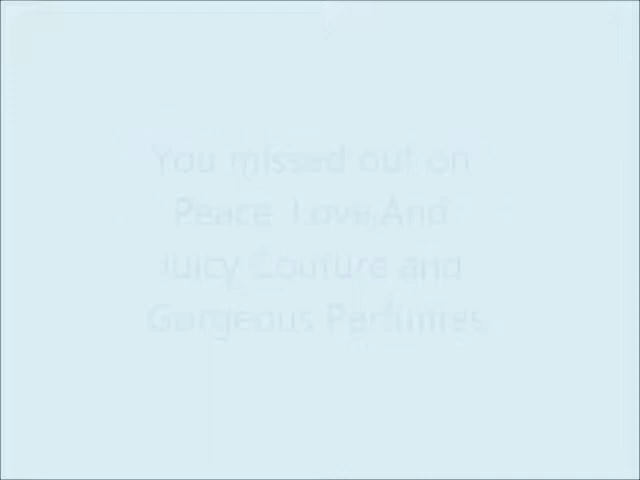 You missed out on
Peace Love And
Juicy Couture and
Gorgeous Perfumes